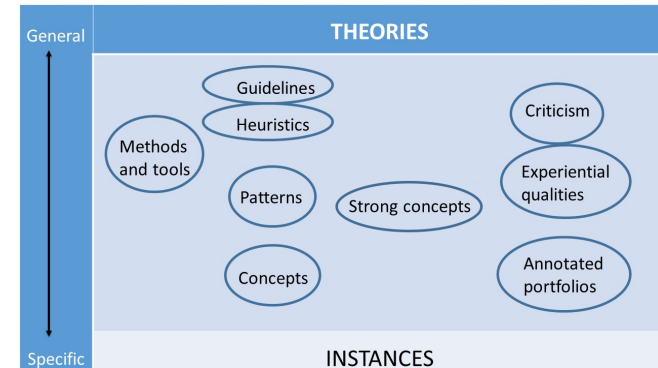 General
THEORIES
Guidelines
Heuristics
Methods
and tools
Criticism
Experiential
qualities
Patterns
Strong concepts
Concepts
Annotated
portfolios
Specific
INSTANCES